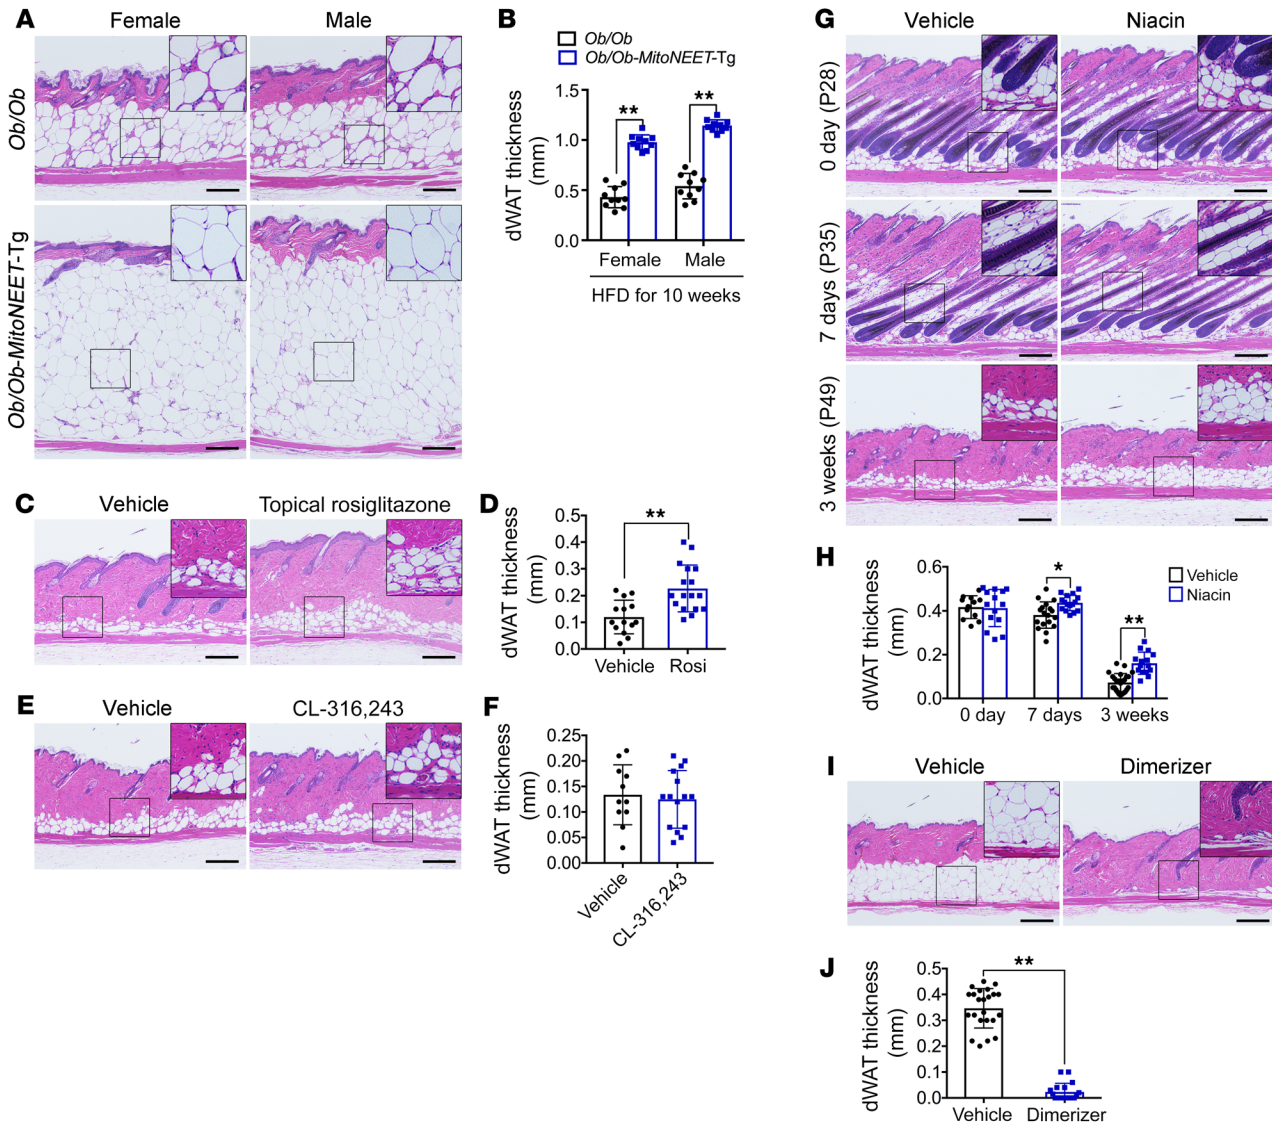 A
Female
Male
Ob/Ob
Ob/Ob-MitoNEET-Tg
B
Ob/Ob
Ob/Ob-MitoNEET-Tg
dWAT thickness
(mm)
1.5
1.0
0.5
0.0
**
**
Female
Male
HFD for 10 weeks
C
Vehicle
Topical rosiglitazone
D
dWAT thickness
(mm)
0.5
0.4
0.3
0.2
0.1
0.0
**
Vehicle
Rosi
E
Vehicle
CL-316,243
F
dWAT thickness
(mm)
0.25
0.20
0.15
0.10
0.05
0.00
Vehicle
CL-316,243
G
Vehicle
Niacin
0 day (P28)
7 days (P35)
3 weeks (P49)
H
dWAT thickness
(mm)
0.6
0.4
0.2
0.0
*
**
Vehicle
Niacin
0 day
7 days
3 weeks
I
Vehicle
Dimerizer
J
dWAT thickness
(mm)
0.5
0.4
0.3
0.2
0.1
0.0
**
Vehicle
Dimerizer